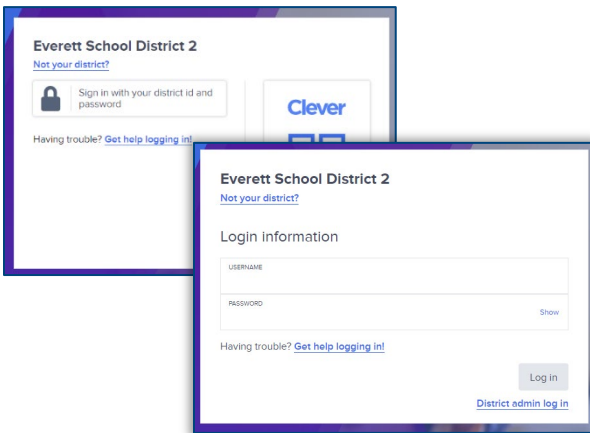 Everett School District 2
Not your district?
Sign in with your district id and
password
Having trouble? Get help logging in!
Clever
Everett School District 2
Not your district?
Login information
USERNAME
PASSWORD
Show
Having trouble? Get help logging in!
Log in
District admin log in